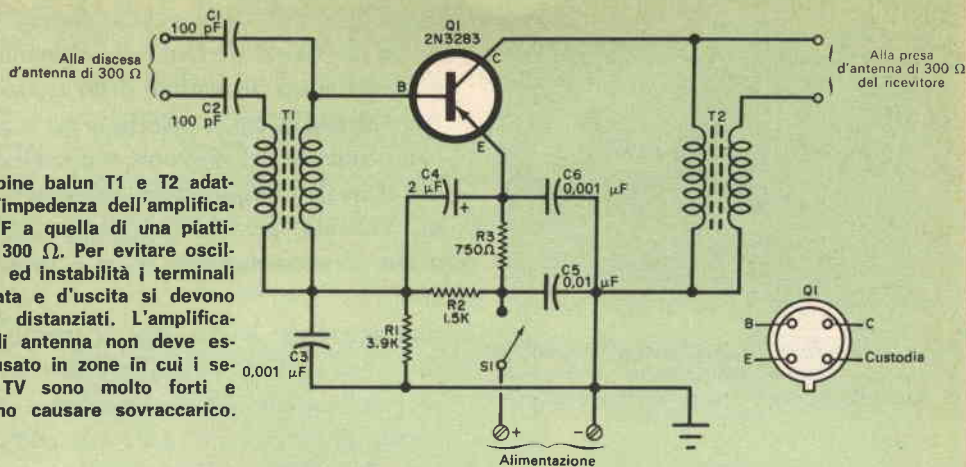 C1
100 pF
Alla discesa
d'antenna di 300 Ω
C2
100 pF
T1
Q1
2N3283
B
C
E
Alla presa
d'antenna di 300 Ω
del ricevitore
T2
C4
2 µF
+
C6
0,001 µF
R3
750Ω
C5
0,01 µF
R2
1.5K
R1
3.9K
C3
0,001 µF
S1
+
−
Alimentazione
Q1
B
C
E
Custodia
bine balun T1 e T2 adat-
l'impedenza dell'amplifica-
F a quella di una piatti-
300 Ω. Per evitare oscil-
ed instabilità i terminali
ata e d'uscita si devono
distanziati. L'amplifica-
di antenna non deve es-
usato in zone in cui i se-
TV sono molto forti e
no causare sovraccarico.